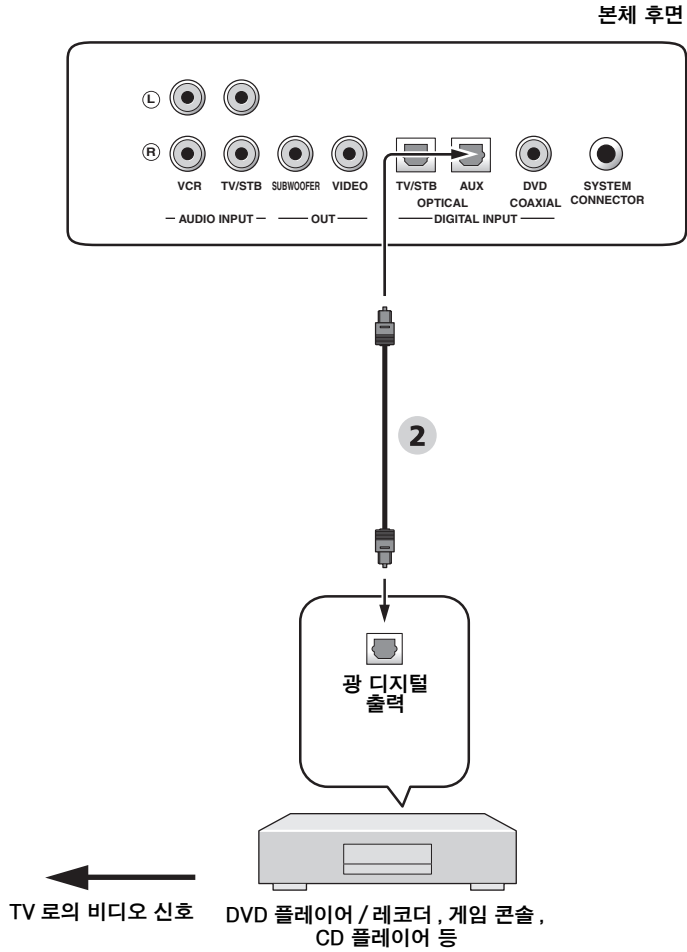 본체 후면
L
R
VCR TV/STB SUBWOOFER VIDEO TV/STB AUX DVD SYSTEM
OPTICAL COAXIAL CONNECTOR
AUDIO INPUT OUT DIGITAL INPUT
2
광 디지털
출력
TV 로의 비디오 신호
DVD 플레이어 / 레코더 , 게임 콘솔 ,
CD 플레이어 등